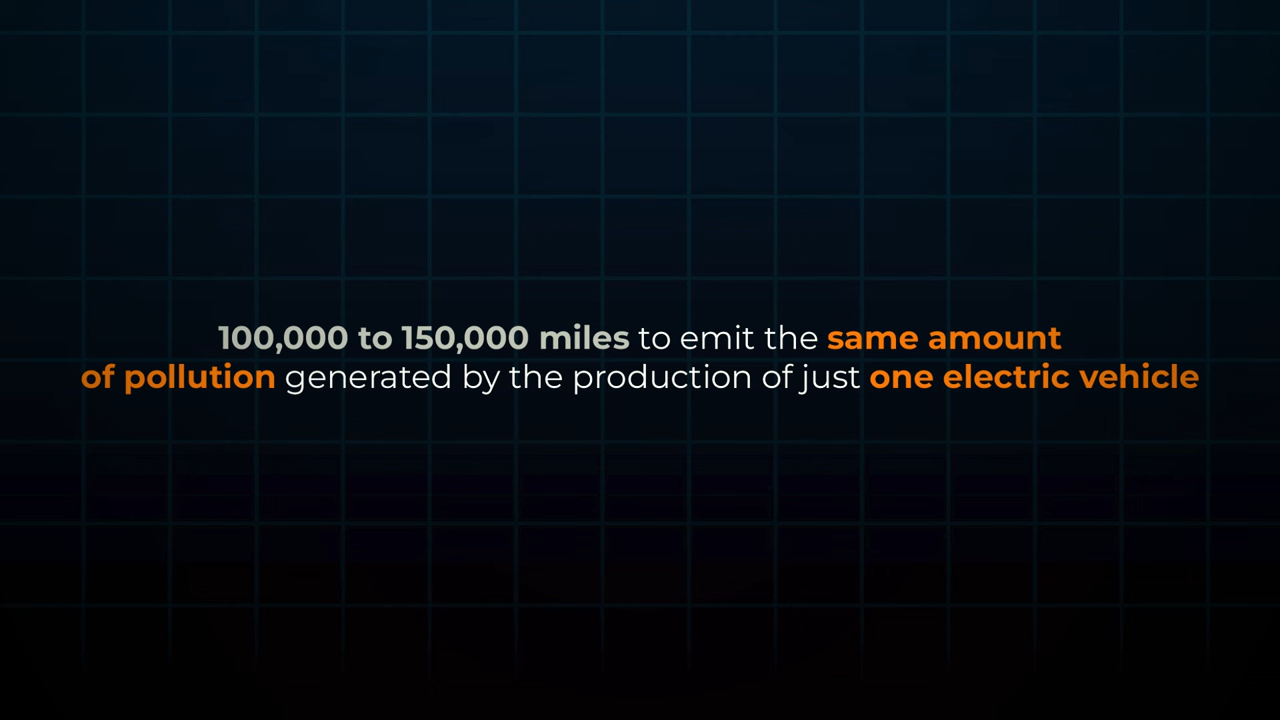 100,000 to 150,000 miles to emit the same amount
of pollution generated by the production of just one electric vehicle